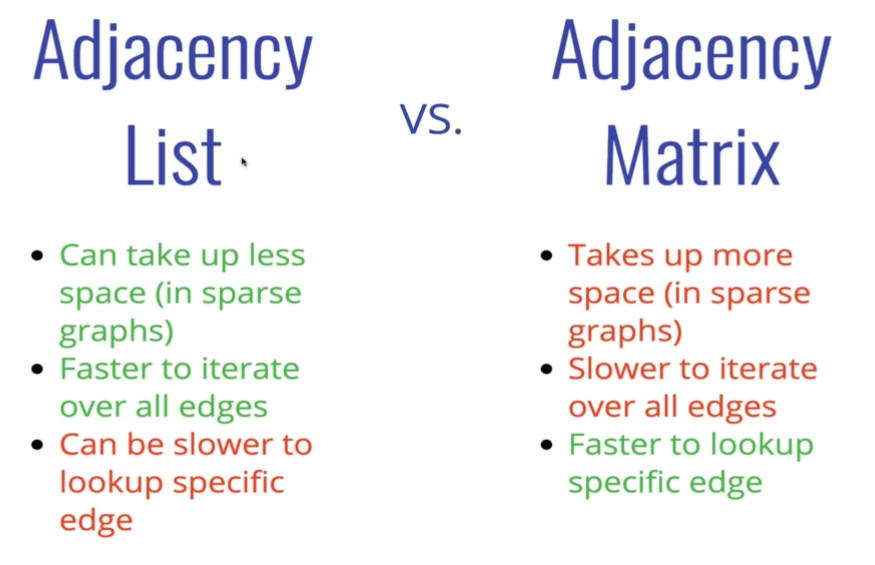 Adjacency
List
vs.
Adjacency
Matrix
Can take up less
space (in sparse
graphs)
Faster to iterate
over all edges
Can be slower to
lookup specific
edge
Takes up more
space (in sparse
graphs)
Slower to iterate
over all edges
Faster to lookup
specific edge